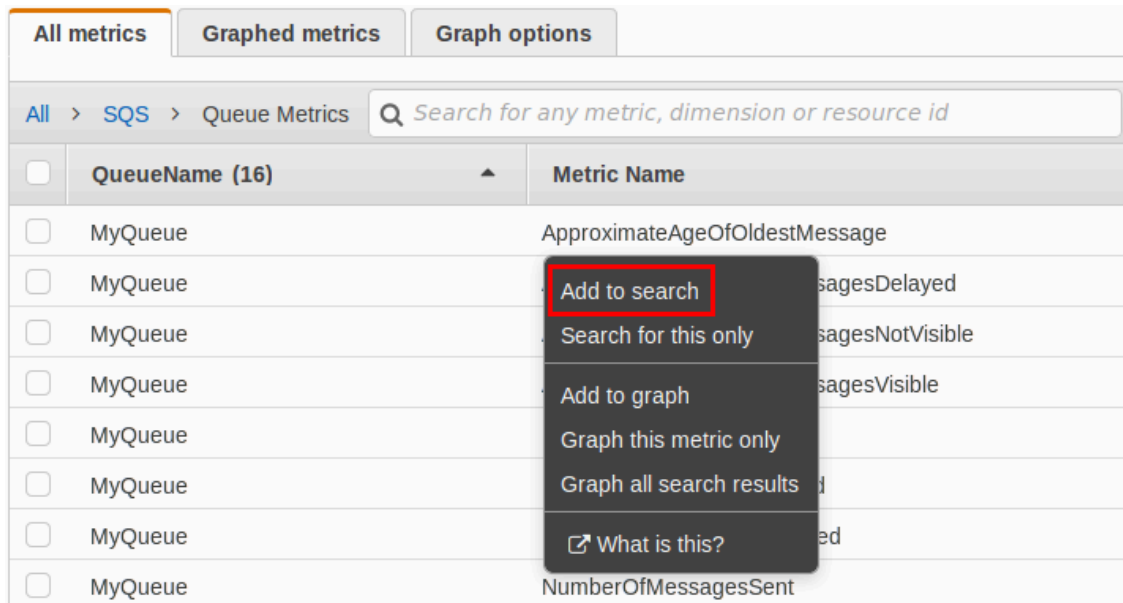 All metrics Graphed metrics Graph options
All > SQS > Queue Metrics Search for any metric, dimension or resource id
QueueName (16) Metric Name
MyQueue ApproximateAgeOfOldestMessage
MyQueue sagesDelayed
Add to search
MyQueue sagesNotVisible
Search for this only
MyQueue sagesVisible
Add to graph
MyQueue
Graph this metric only
MyQueue
Graph all search results
MyQueue ed
What is this?
MyQueue NumberOfMessagesSent